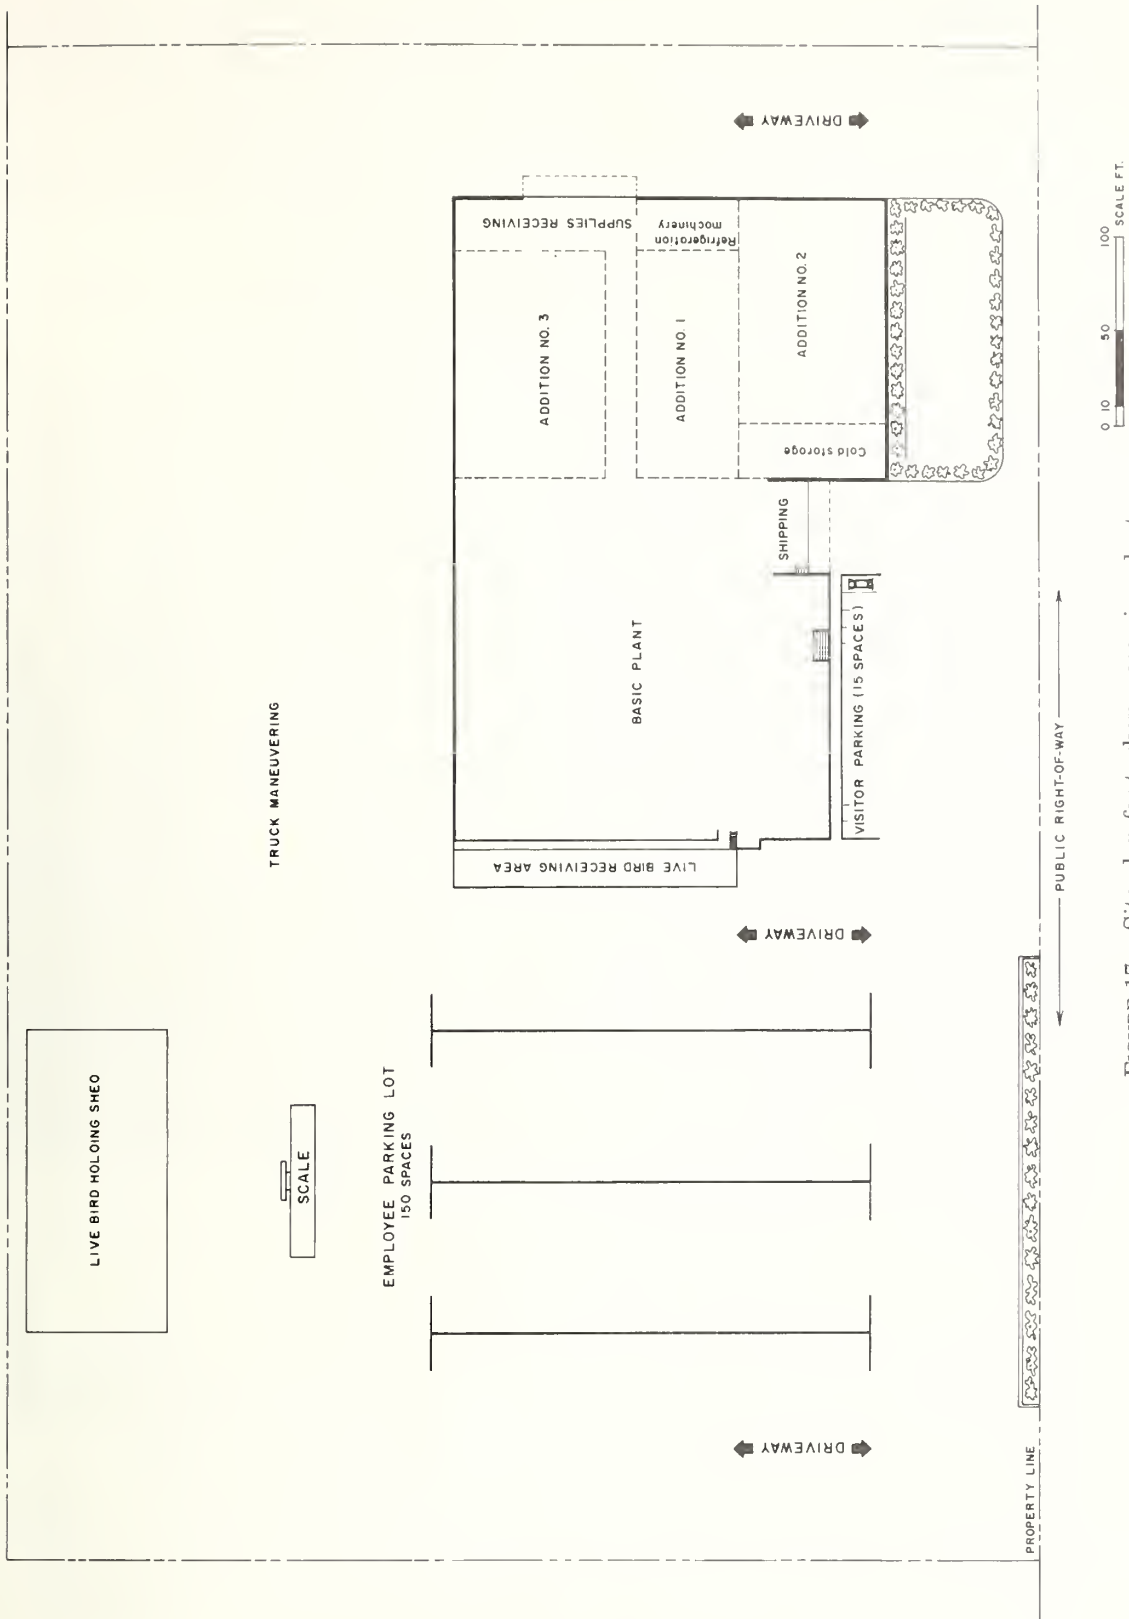 LIVE BIRD HOLOING SHEO
SCALE
TRUCK MANEUVERING
EMPLOYEE PARKING LOT
150 SPACES
DRIVEWAY
DRIVEWAY
DRIVEWAY
LIVE BIRD RECEIVING AREA
BASIC PLANT
ADDITION NO. 3
ADDITION NO. 1
ADDITION NO. 2
SUPPLIES RECEIVING
Refrigeration
machinery
Cold storage
SHIPPING
VISITOR PARKING (15 SPACES)
PROPERTY LINE
PUBLIC RIGHT-OF-WAY
0 10 50 100
SCALE FT.